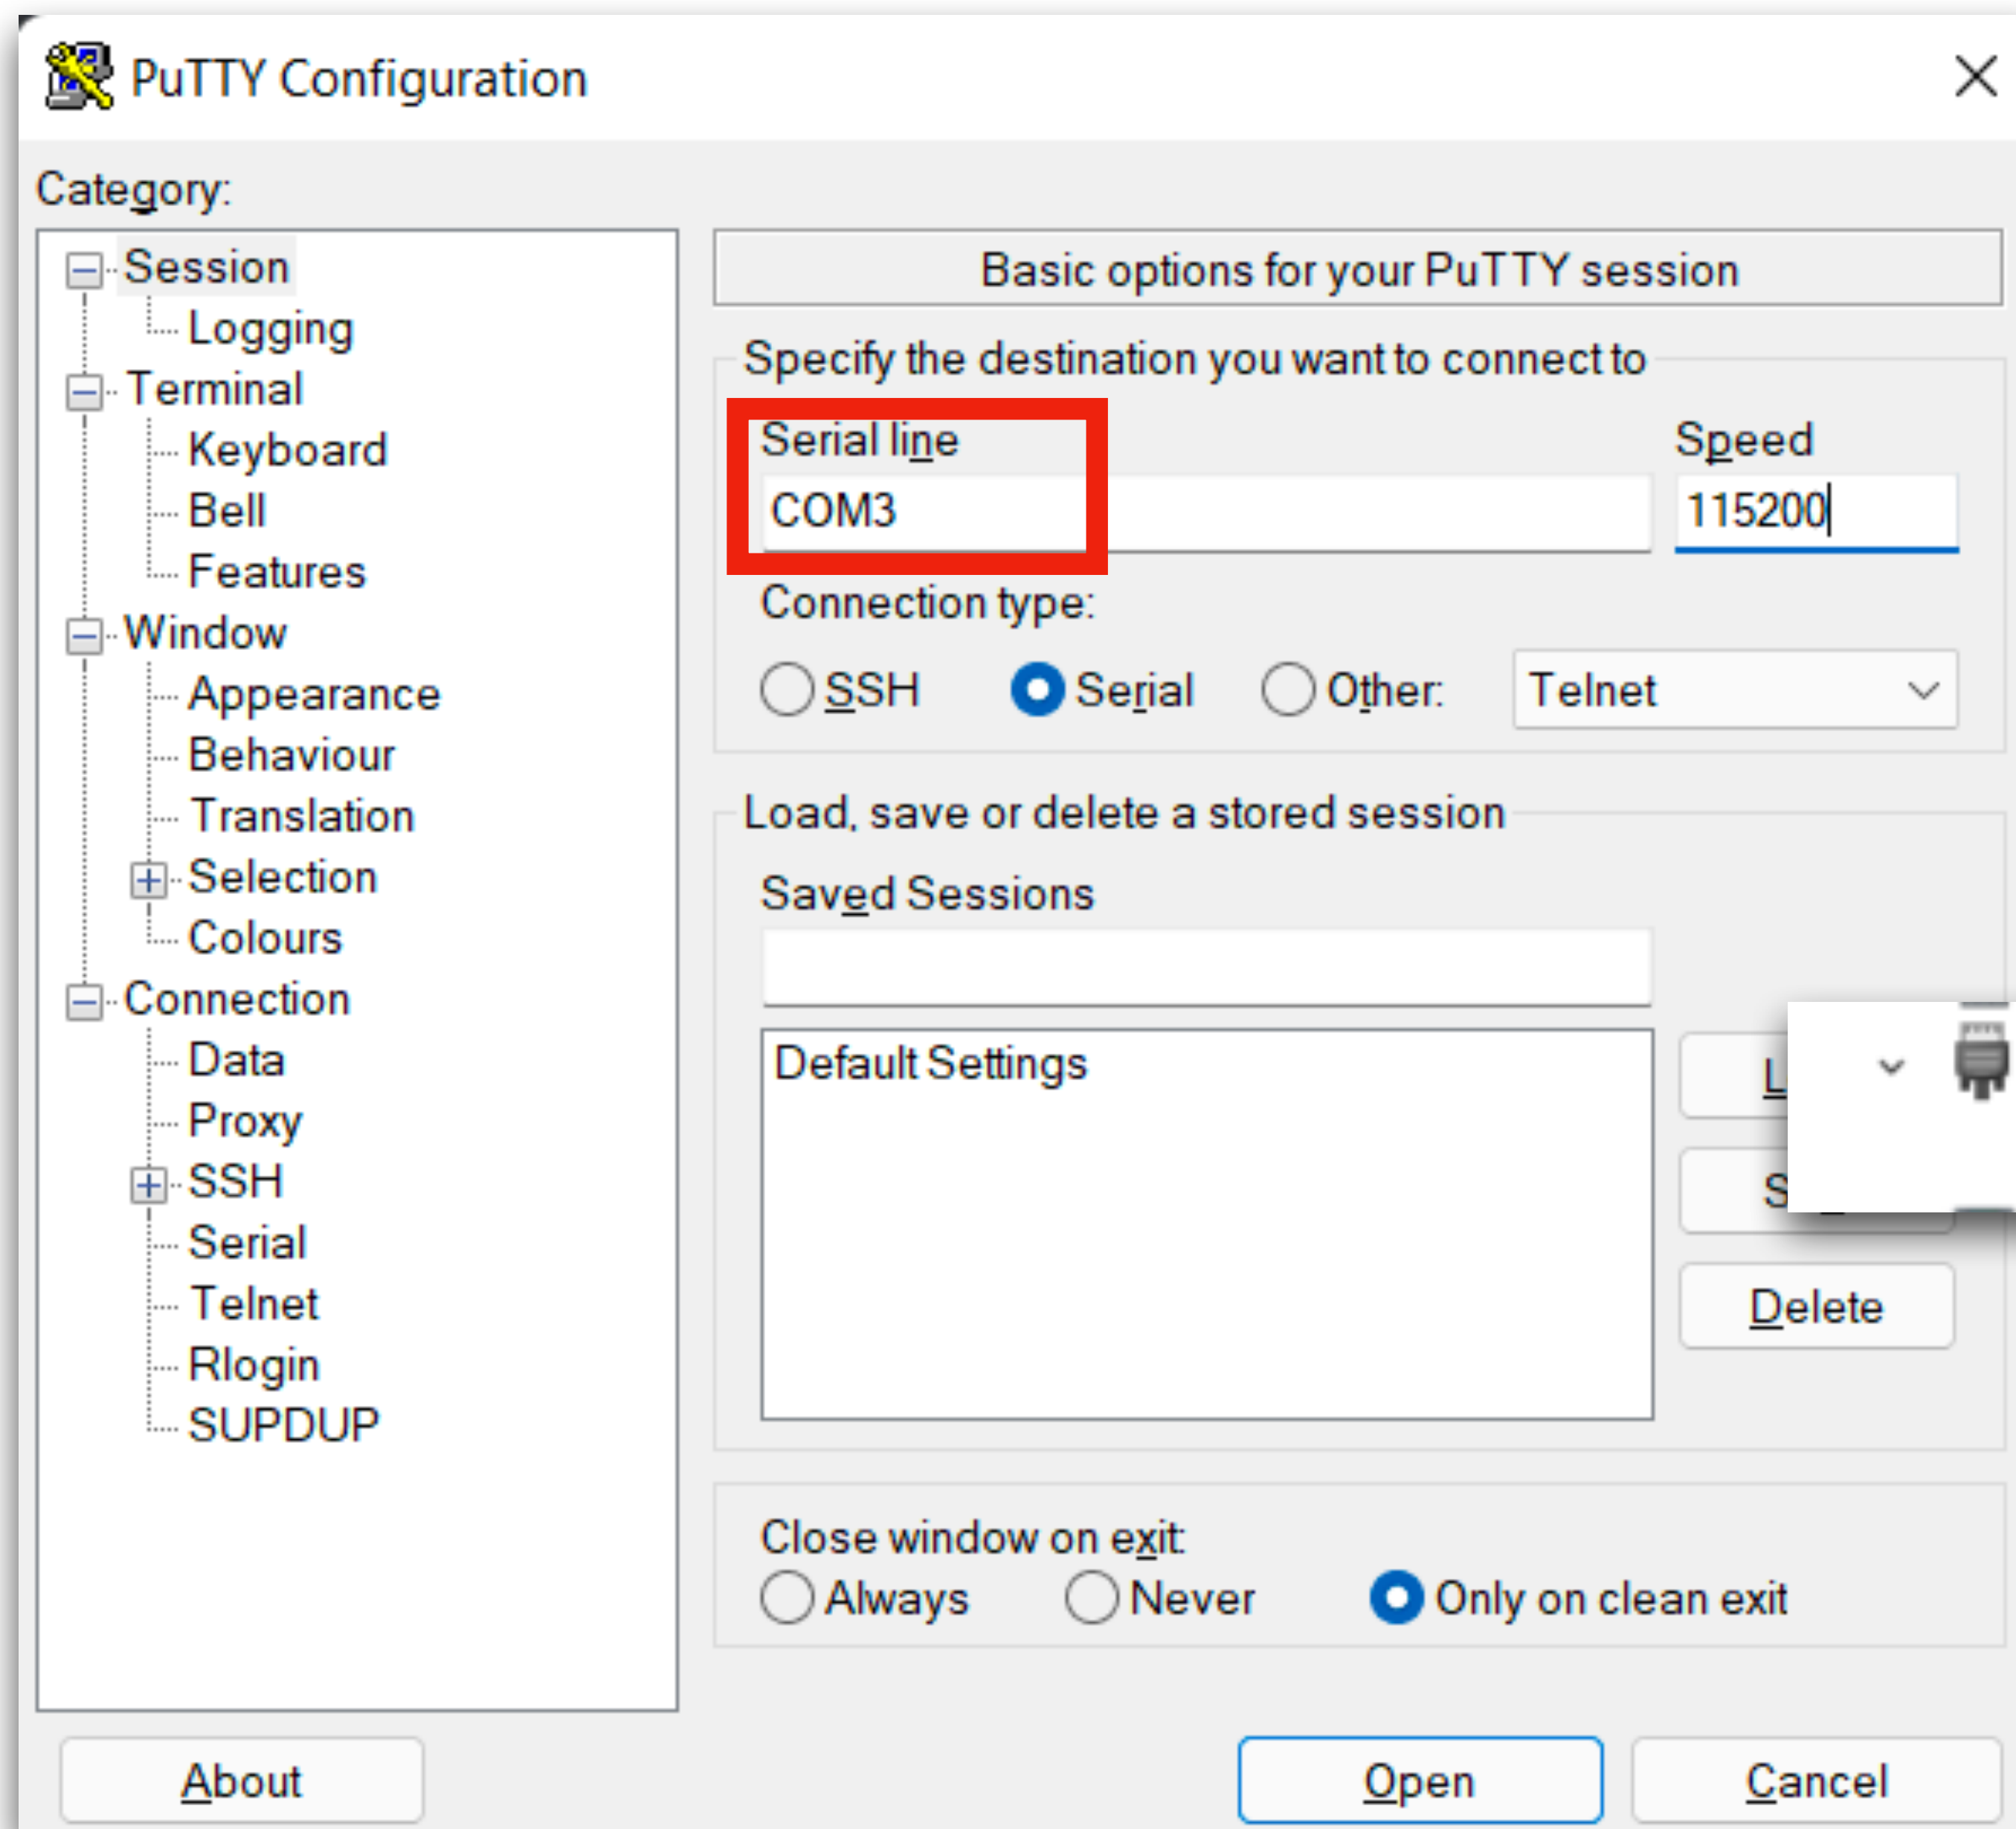 PuTTY Configuration
Category:
Session
Logging
Terminal
Keyboard
Bell
Features
Window
Appearance
Behaviour
Translation
Selection
Colours
Connection
Data
Proxy
SSH
Serial
Telnet
Rlogin
SUPDUP
Basic options for your PuTTY session
Specify the destination you want to connect to
Serial line Speed
COM3 115200
Connection type:
SSH Serial Other: Telnet
Load, save or delete a stored session
Saved Sessions
Default Settings
Delete
Close window on exit:
Always Never Only on clean exit
About Open Cancel